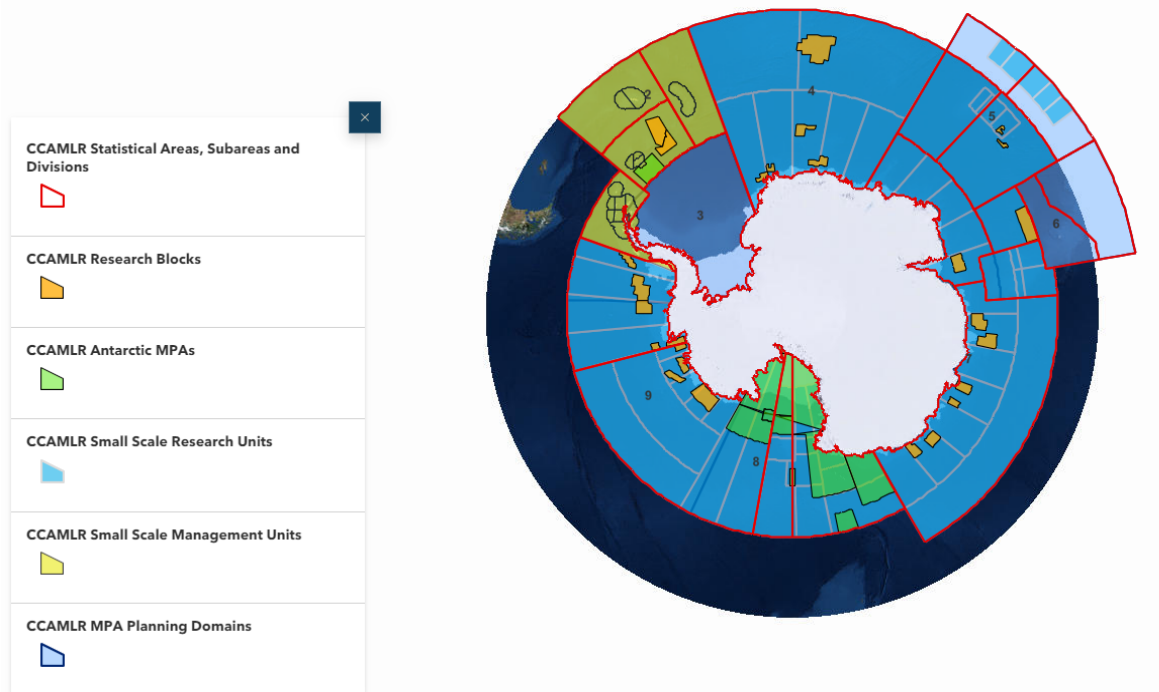 ×
CCAMLR Statistical Areas, Subareas and
Divisions
CCAMLR Research Blocks
CCAMLR Antarctic MPAs
CCAMLR Small Scale Research Units
CCAMLR Small Scale Management Units
CCAMLR MPA Planning Domains
2
4
5
3
6
9
8